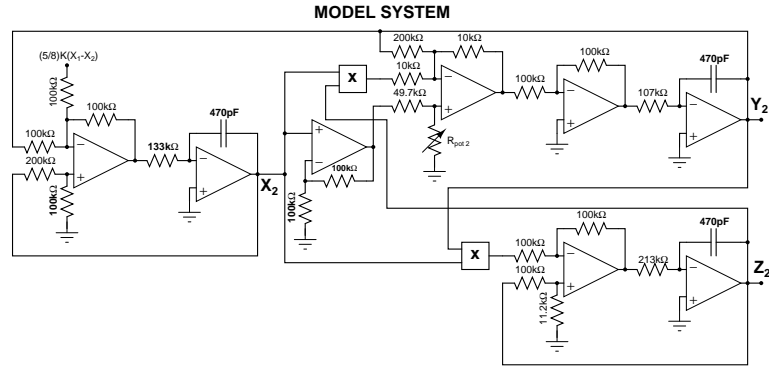 MODEL SYSTEM
(5/8)K(X₁-X₂)
100kΩ
100kΩ
100kΩ
200kΩ
100kΩ
133kΩ
470pF
X₂
x
200kΩ
10kΩ
10kΩ
49.7kΩ
R pot 2
100kΩ
100kΩ
100kΩ
100kΩ
107kΩ
470pF
Y₂
x
100kΩ
100kΩ
100kΩ
11.2kΩ
213kΩ
470pF
Z₂